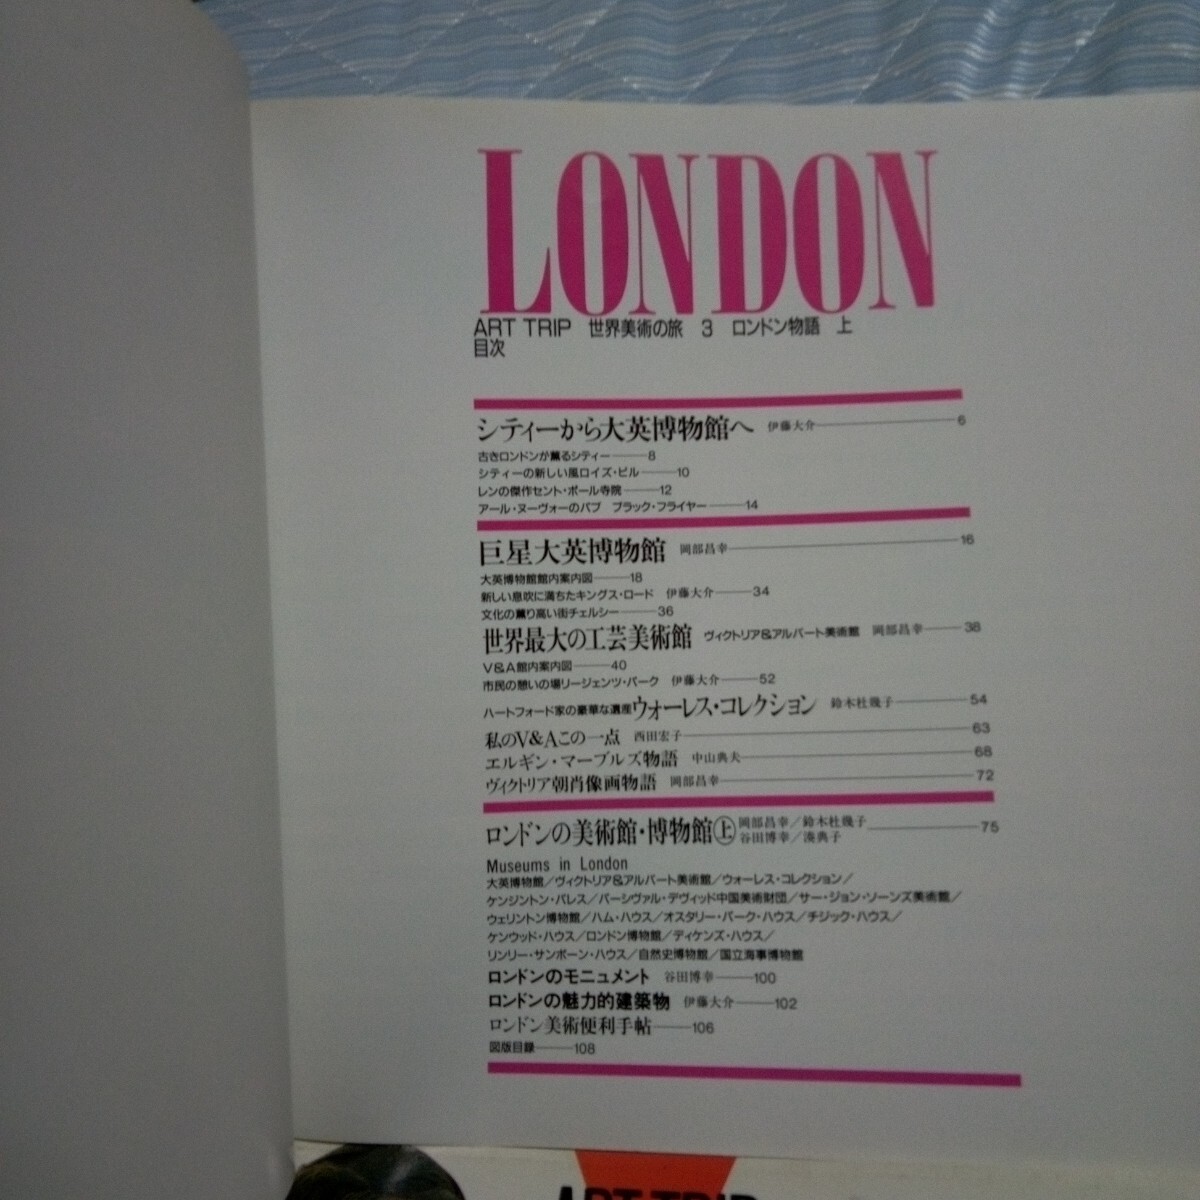 LONDON
ART TRIP 世界美術の旅 3 ロンドン物語 上
目次
シティーから大英博物館へ 伊藤大介 6
古きロンドンが薫るシティー 8
シティーの新しい風ロイズ・ビル 10
レンの傑作セント・ポール寺院 12
アール・ヌーヴォーのパブ ブラック・フライヤー 14
巨星大英博物館 岡部昌幸 16
大英博物館館内案内図 18
新しい息吹に満ちたキングス・ロード 伊藤大介 34
文化の薫り高い街チェルシー 36
世界最大の工芸美術館 ヴィクトリア&アルバート美術館 岡部昌幸 38
V&A館内案内図 40
市民の憩いの場リージェンツ・パーク 伊藤大介 52
ハートフォード家の豪華な遺産ウォーレス・コレクション 鈴木杜幾子 54
私のV&Aこの一点 西田宏子 63
エルギン・マーブルズ物語 中山典夫 68
ヴィクトリア朝肖像画物語 岡部昌幸 72
ロンドンの美術館・博物館㊤ 岡部昌幸/鈴木杜幾子 75
谷田博幸/湊典子
Museums in London
大英博物館/ヴィクトリア&アルバート美術館/ウォーレス・コレクション/
ケンジントン・パレス/パーシヴァル・デヴィッド中国美術財団/サー・ジョン・ソーンズ美術館/
ウェリントン博物館/ハム・ハウス/オスタリー・パーク・ハウス/チジック・ハウス/
ケンウッド・ハウス/ロンドン博物館/ディケンズ・ハウス/
リンリー・サンボーン・ハウス/自然史博物館/国立海事博物館
ロンドンのモニュメント 谷田博幸 100
ロンドンの魅力的建築物 伊藤大介 102
ロンドン美術便利手帖 106
図版目録 108
ART TRIP